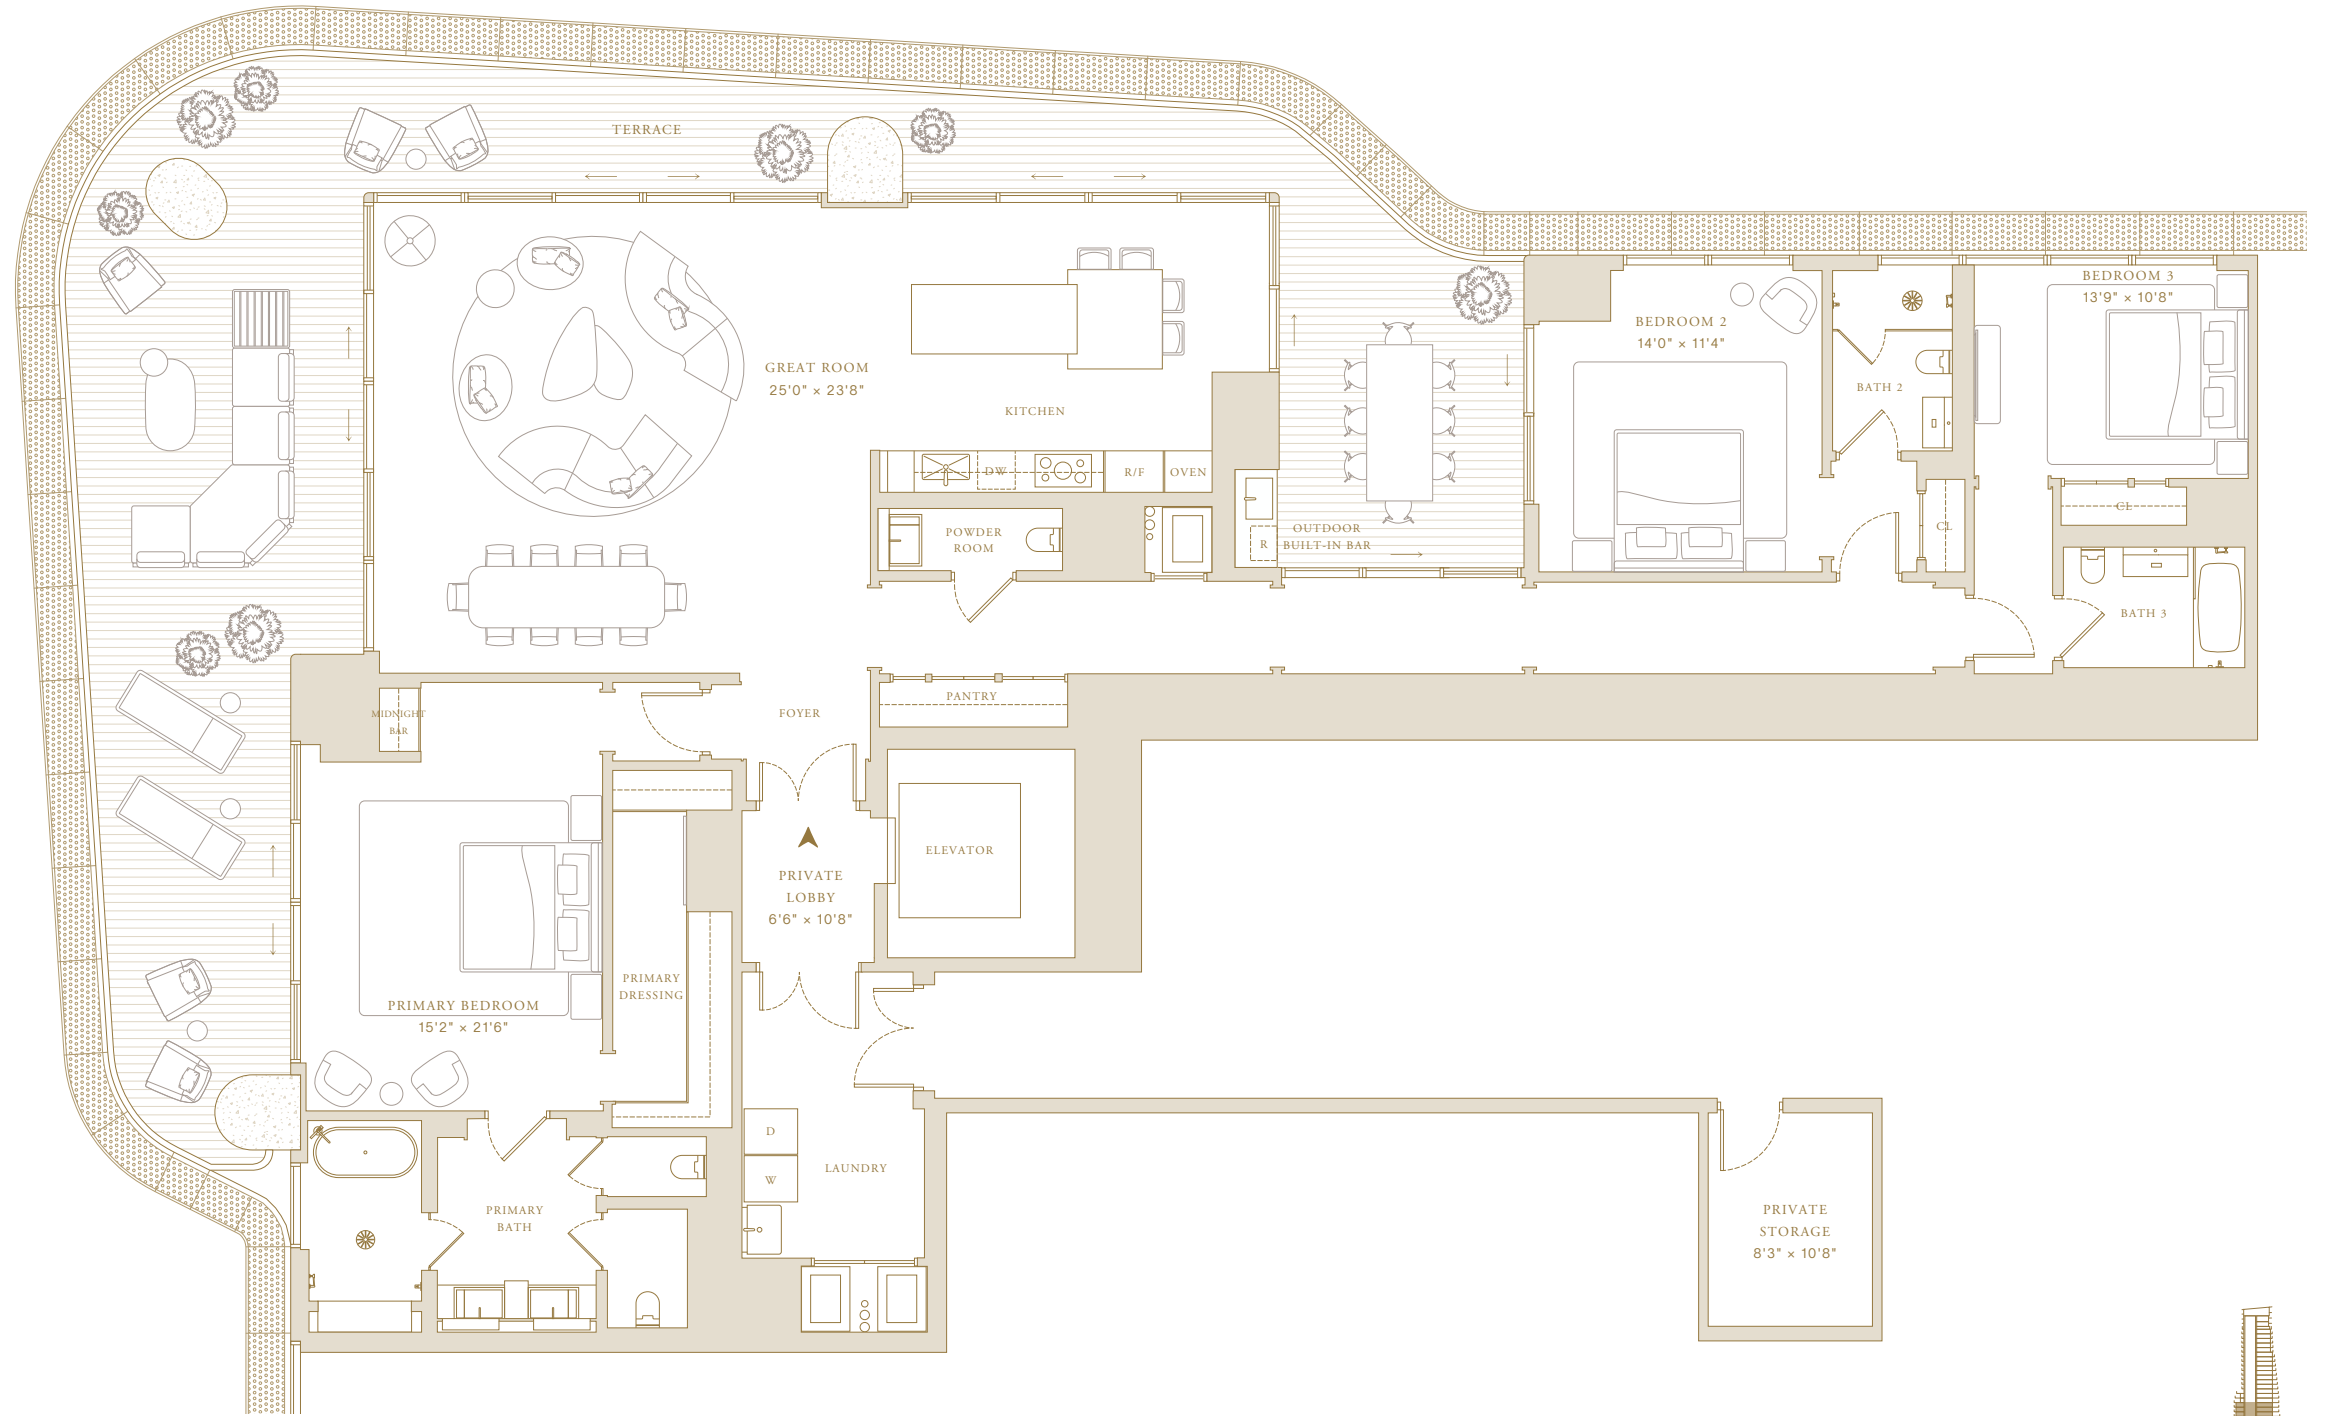 TERRACE
GREAT ROOM
25'0" × 23'8"
KITCHEN
DW
R/F
OVEN
POWDER
ROOM
R
OUTDOOR
BUILT-IN BAR
BEDROOM 2
14'0" × 11'4"
BATH 2
CL
BEDROOM 3
13'9" × 10'8"
CL
BATH 3
MIDNIGHT
BAR
FOYER
PANTRY
ELEVATOR
PRIVATE
LOBBY
6'6" × 10'8"
PRIMARY BEDROOM
15'2" × 21'6"
PRIMARY
DRESSING
PRIMARY
BATH
D
W
LAUNDRY
PRIVATE
STORAGE
8'3" × 10'8"